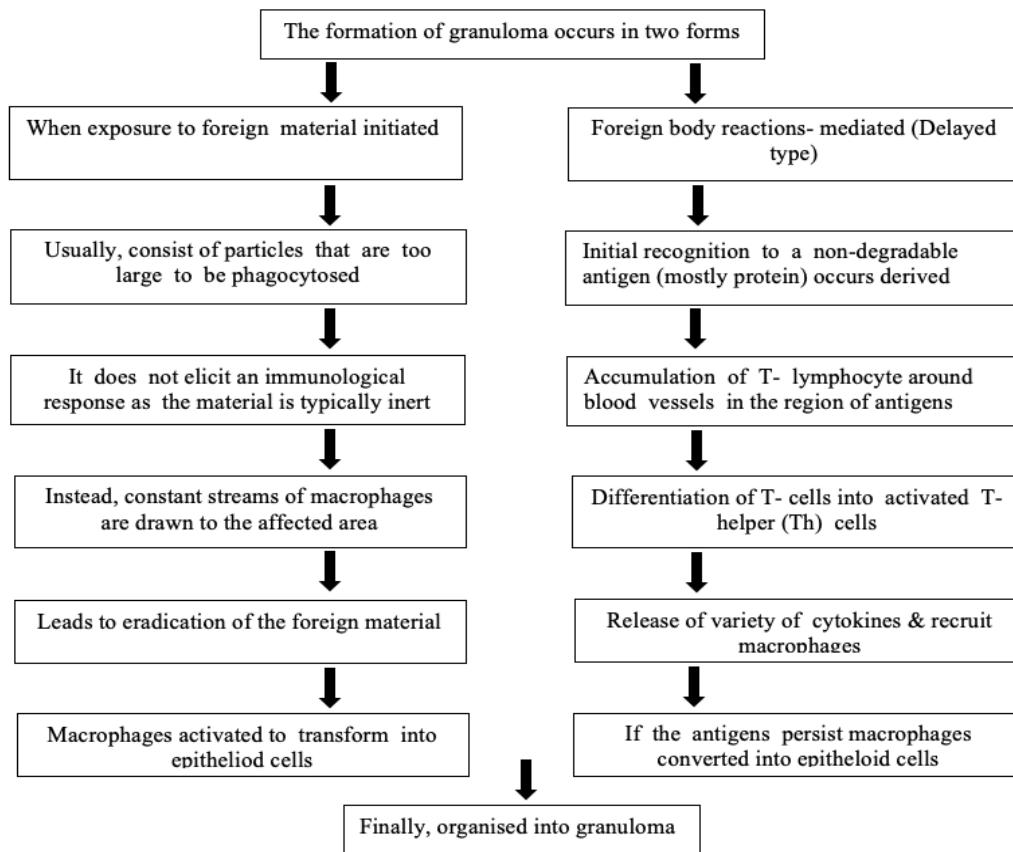 The formation of granuloma occurs in two forms
When exposure to foreign material initiated
Usually, consist of particles that are too
large to be phagocytosed
It does not elicit an immunological
response as the material is typically inert
Instead, constant streams of macrophages
are drawn to the affected area
Leads to eradication of the foreign material
Macrophages activated to transform into
epitheliod cells
Foreign body reactions- mediated (Delayed
type)
Initial recognition to a non-degradable
antigen (mostly protein) occurs derived
Accumulation of T- lymphocyte around
blood vessels in the region of antigens
Differentiation of T- cells into activated T-
helper (Th) cells
Release of variety of cytokines & recruit
macrophages
If the antigens persist macrophages
converted into epitheloid cells
Finally, organised into granuloma